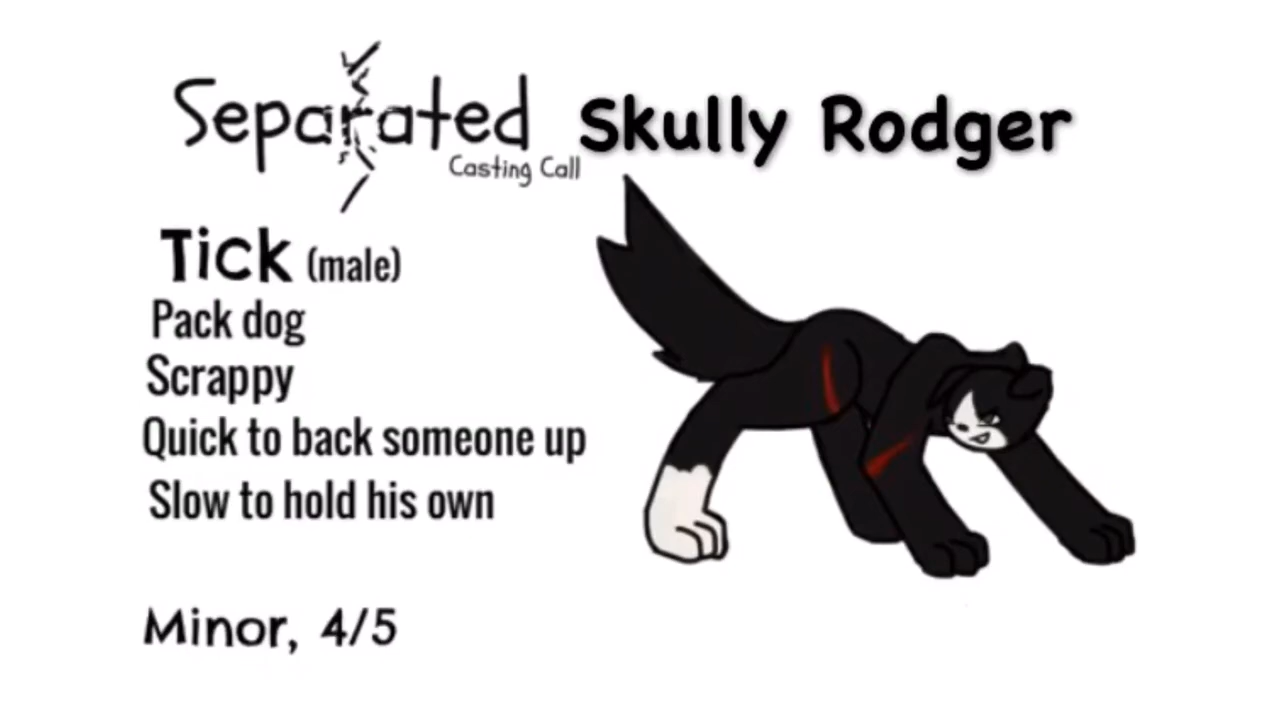 Separated Skully Rodger
Casting Call
Tick (male)
Pack dog
Scrappy
Quick to back someone up
Slow to hold his own
Minor, 4/5